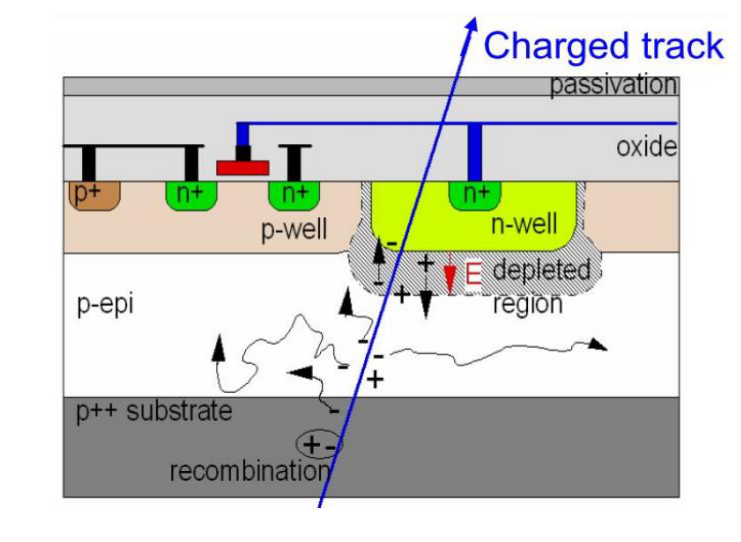 Charged track
passivation
oxide
p+
n+
n+
n+
p-well
n-well
-
-
+
+
E
depleted
region
p-epi
-
-
-
+
p++ substrate
-
+-
recombination